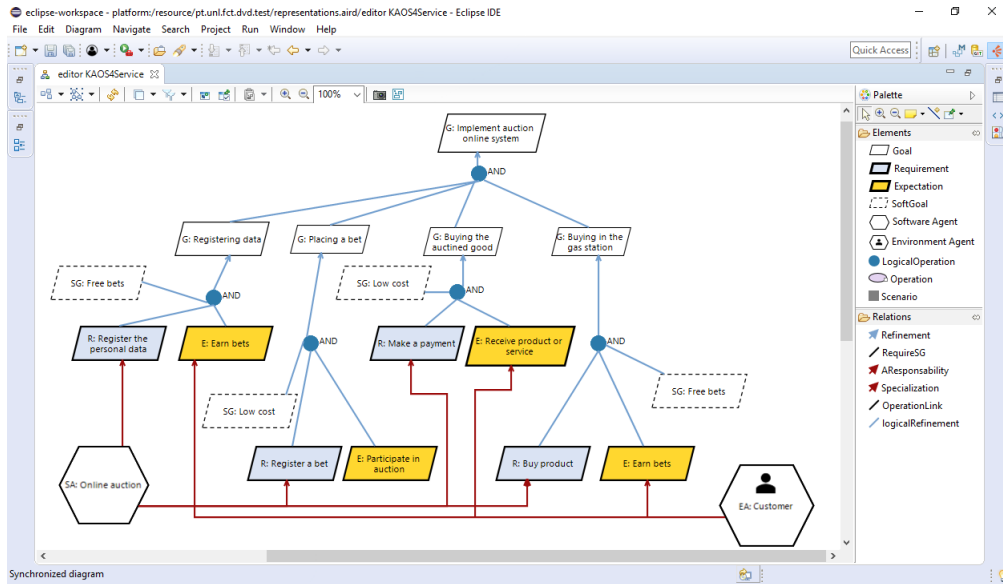 eclipse-workspace - platform:/resource/pt.unl.fct.dvd.test/representations.aird/editor KAOS4Service - Eclipse IDE
File Edit Diagram Navigate Search Project Run Window Help
Quick Access
editor KAOS4Service
100%
G: Implement auction
online system
AND
G: Registering data
G: Placing a bet
G: Buying the
auctined good
G: Buying in the
gas station
SG: Free bets
AND
SG: Low cost
AND
R: Register the
personal data
E: Earn bets
AND
R: Make a payment
E: Receive product or
service
AND
SG: Low cost
SG: Free bets
R: Register a bet
E: Participate in
auction
R: Buy product
E: Earn bets
SA: Online auction
EA: Customer
Palette
Elements
Goal
Requirement
Expectation
SoftGoal
Software Agent
Environment Agent
LogicalOperation
Operation
Scenario
Relations
Refinement
RequireSG
AResponsability
Specialization
OperationLink
logicalRefinement
Synchronized diagram